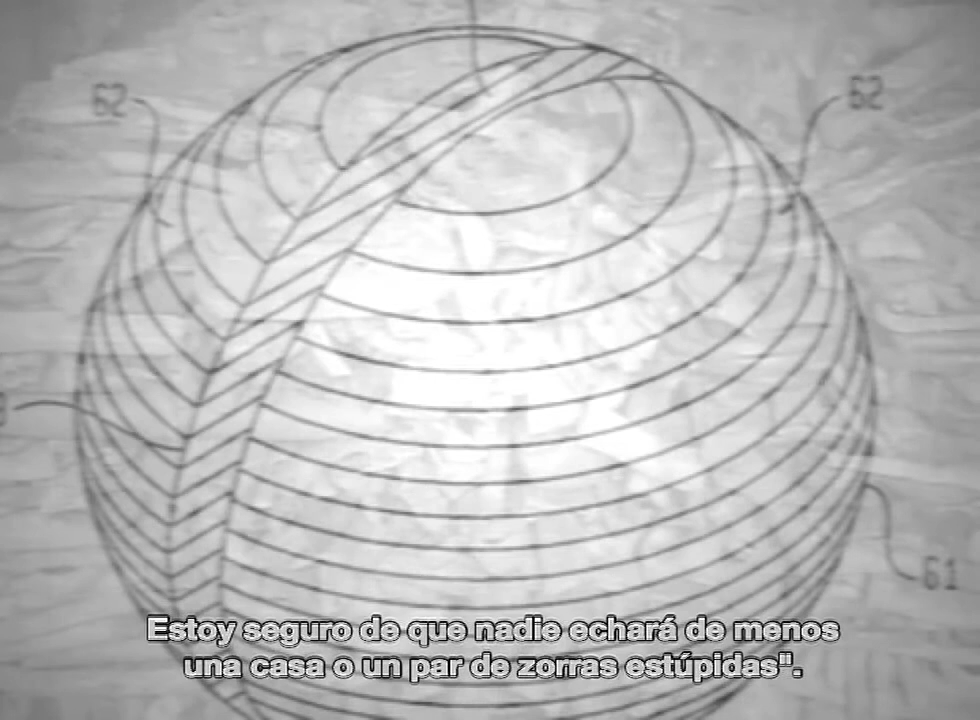 62
62
61
Estoy seguro de que nadie echará de menos
una casa o un par de zorras estúpidas".